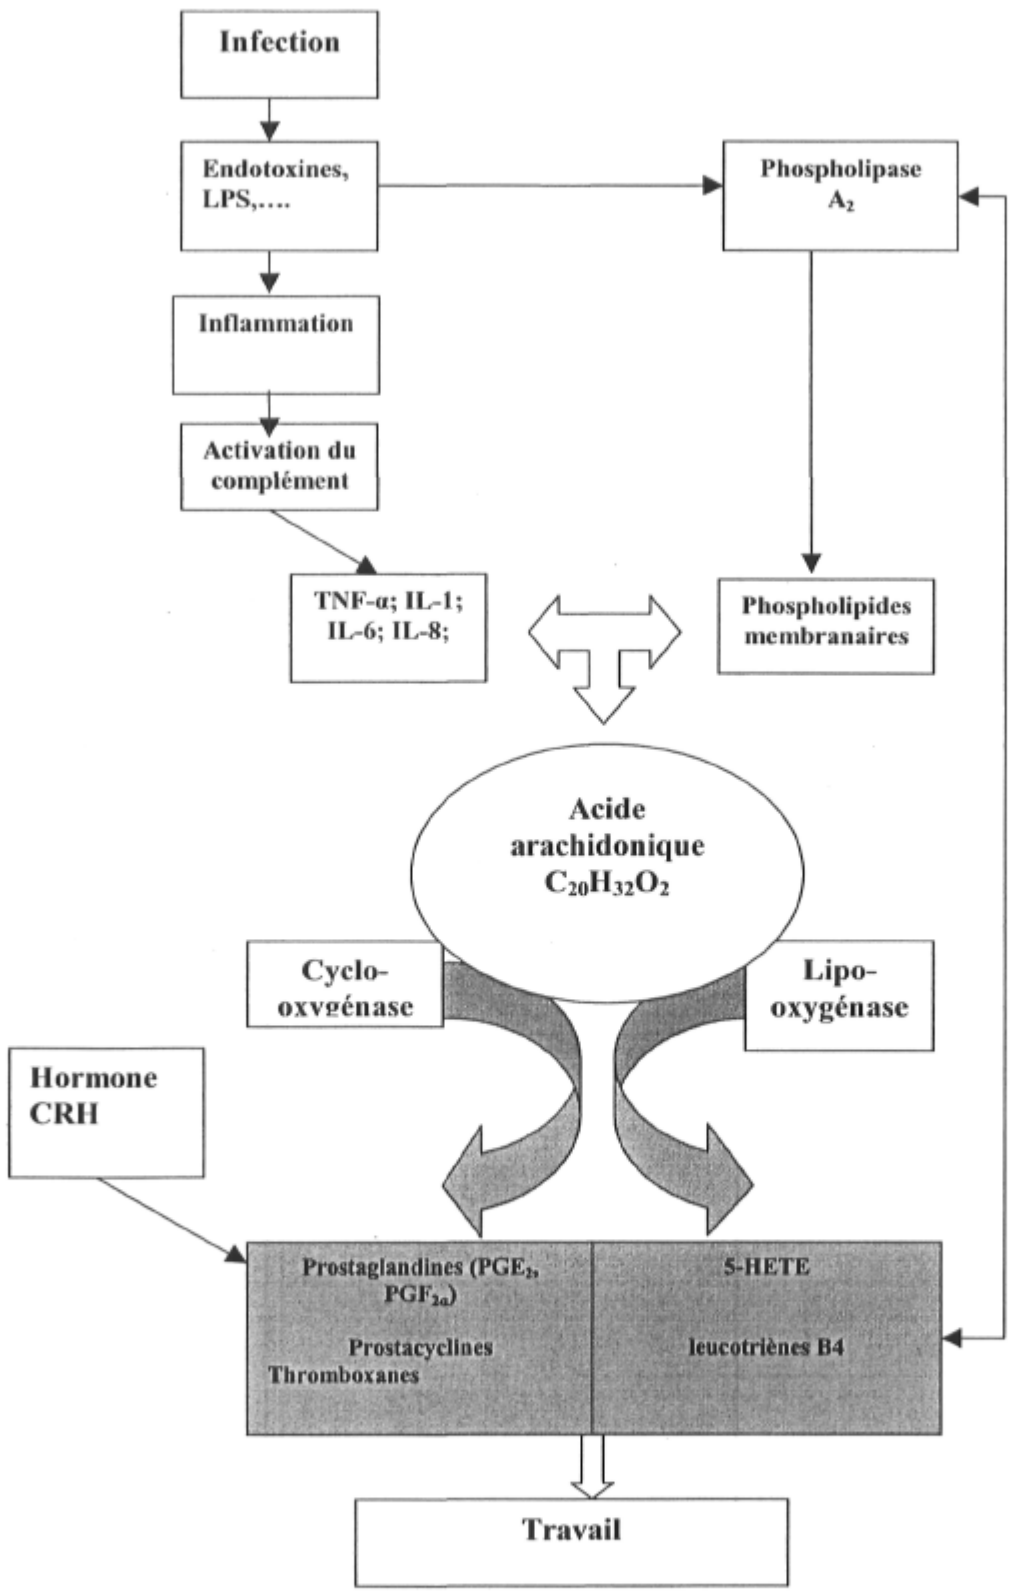 Infection
Endotoxines,
LPS,....
Phospholipase
A₂
Inflammation
Activation du
complément
TNF-α; IL-1;
IL-6; IL-8;
Phospholipides
membranaires
Acide
arachidonique
C₂₀H₃₂O₂
Cyclo-
oxygénase
Lipo-
oxygénase
Hormone
CRH
Prostaglandines (PGE₂,
PGF₂α)
Prostacyclines
Thromboxanes
5-HETE
leucotriènes B4
Travail